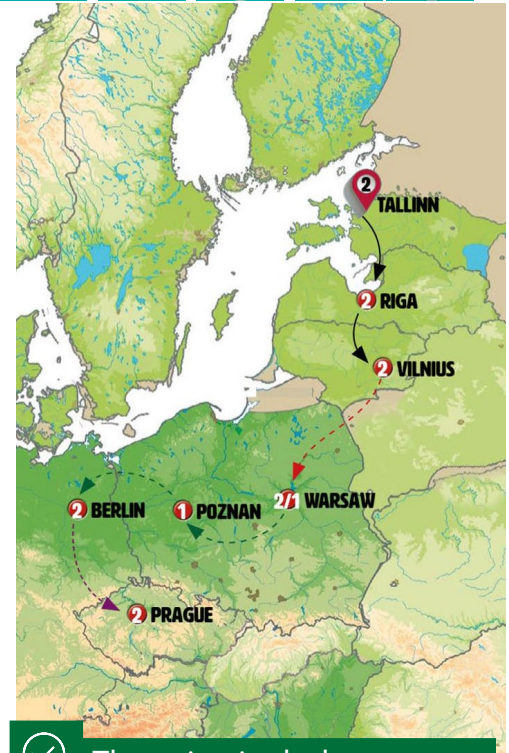 2
TALLINN
2 RIGA
2 VILNIUS
2/1 WARSAW
1 POZNAN
2 BERLIN
2 PRAGUE